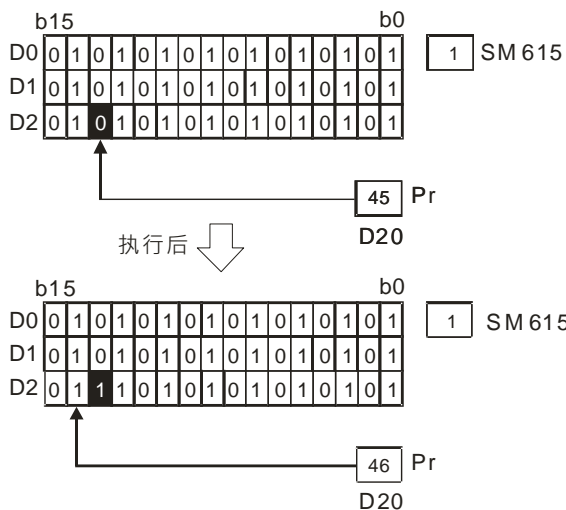 b15 b0
D0 0 1 0 1 0 1 0 1 0 1 0 1 0 1 0 1 1 SM615
D1 0 1 0 1 0 1 0 1 0 1 0 1 0 1 0 1
D2 0 1 0 1 0 1 0 1 0 1 0 1 0 1 0 1
45 Pr
D20
执行后
b15 b0
D0 0 1 0 1 0 1 0 1 0 1 0 1 0 1 0 1 1 SM615
D1 0 1 0 1 0 1 0 1 0 1 0 1 0 1 0 1
D2 0 1 1 1 0 1 0 1 0 1 0 1 0 1 0 1
46 Pr
D20